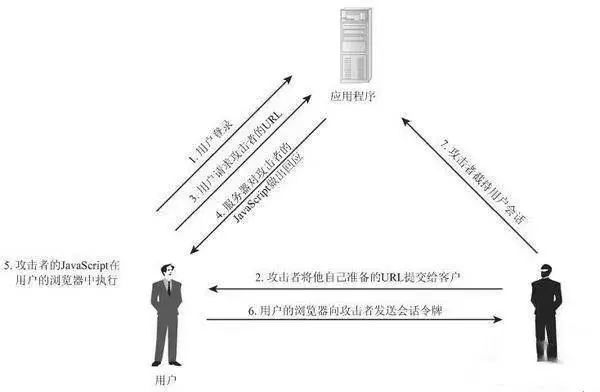 应用程序
1. 用户登录
3. 用户请求攻击者的URL
4. 服务器对攻击者的
JavaScript做出回应
7. 攻击者截持用户会话
5. 攻击者的JavaScript在
用户的浏览器中执行
2. 攻击者将他自己准备的URL提交给客户
6. 用户的浏览器向攻击者发送会话令牌
用户